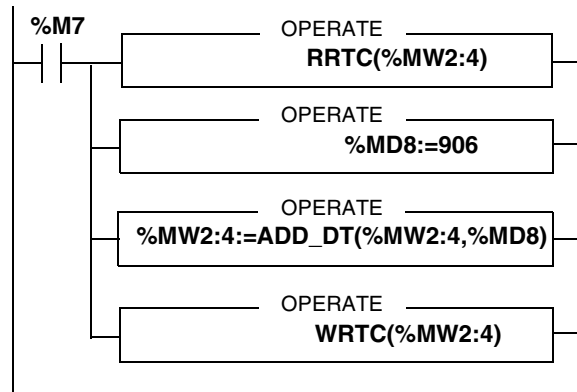 %M7
OPERATE
RRTC(%MW2:4)
OPERATE
%MD8:=906
OPERATE
%MW2:4:=ADD_DT(%MW2:4,%MD8)
OPERATE
WRTC(%MW2:4)